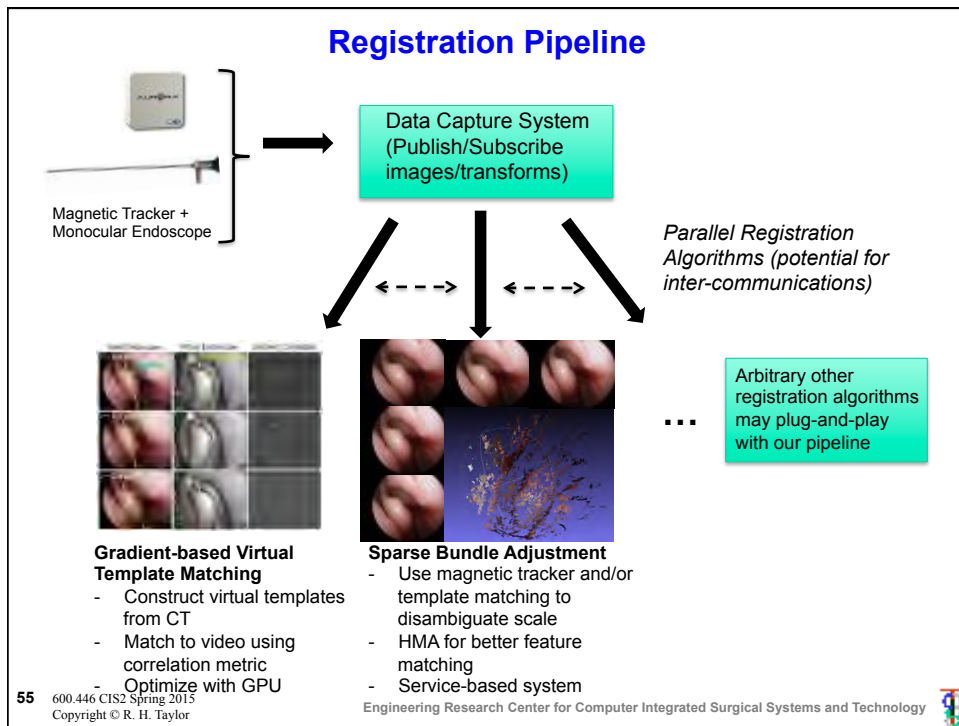 Registration Pipeline
Data Capture System
(Publish/Subscribe
images/transforms)
Magnetic Tracker +
Monocular Endoscope
Parallel Registration
Algorithms (potential for
inter-communications)
...
Arbitrary other
registration algorithms
may plug-and-play
with our pipeline
Gradient-based Virtual
Template Matching
- Construct virtual templates
from CT
- Match to video using
correlation metric
- Optimize with GPU
Sparse Bundle Adjustment
- Use magnetic tracker and/or
template matching to
disambiguate scale
- HMA for better feature
matching
- Service-based system
55
600.446 CIS2 Spring 2015
Copyright © R. H. Taylor
Engineering Research Center for Computer Integrated Surgical Systems and Technology